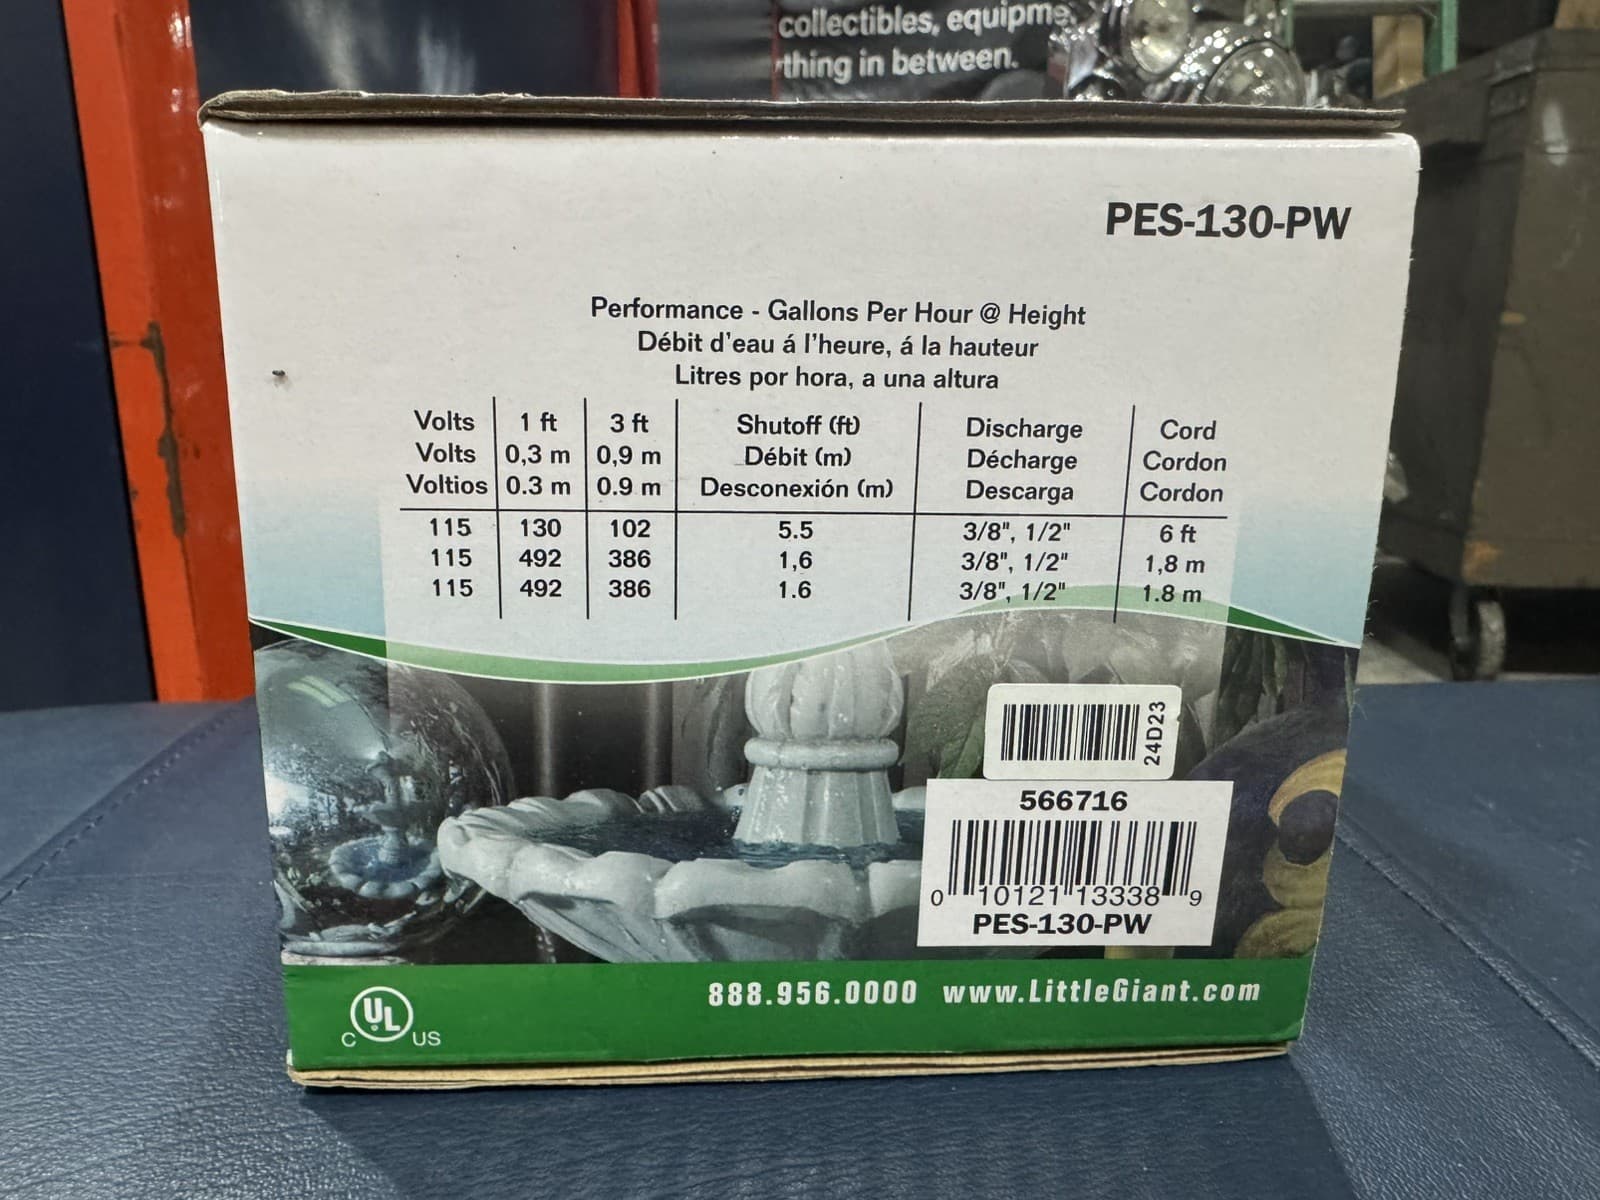 collectibles, equipme
thing in between.
PES-130-PW
Performance - Gallons Per Hour @ Height
Débit d'eau á l'heure, á la hauteur
Litres por hora, a una altura
Volts 1 ft 3 ft Shutoff (ft) Discharge Cord
Volts 0,3 m 0,9 m Débit (m) Décharge Cordon
Voltios 0.3 m 0.9 m Desconexión (m) Descarga Cordon
115 130 102 5.5 3/8", 1/2" 6 ft
115 492 386 1,6 3/8", 1/2" 1,8 m
115 492 386 1.6 3/8", 1/2" 1.8 m
24D23
566716
0 10121 13338 9
PES-130-PW
888.956.0000 www.LittleGiant.com
C UL US